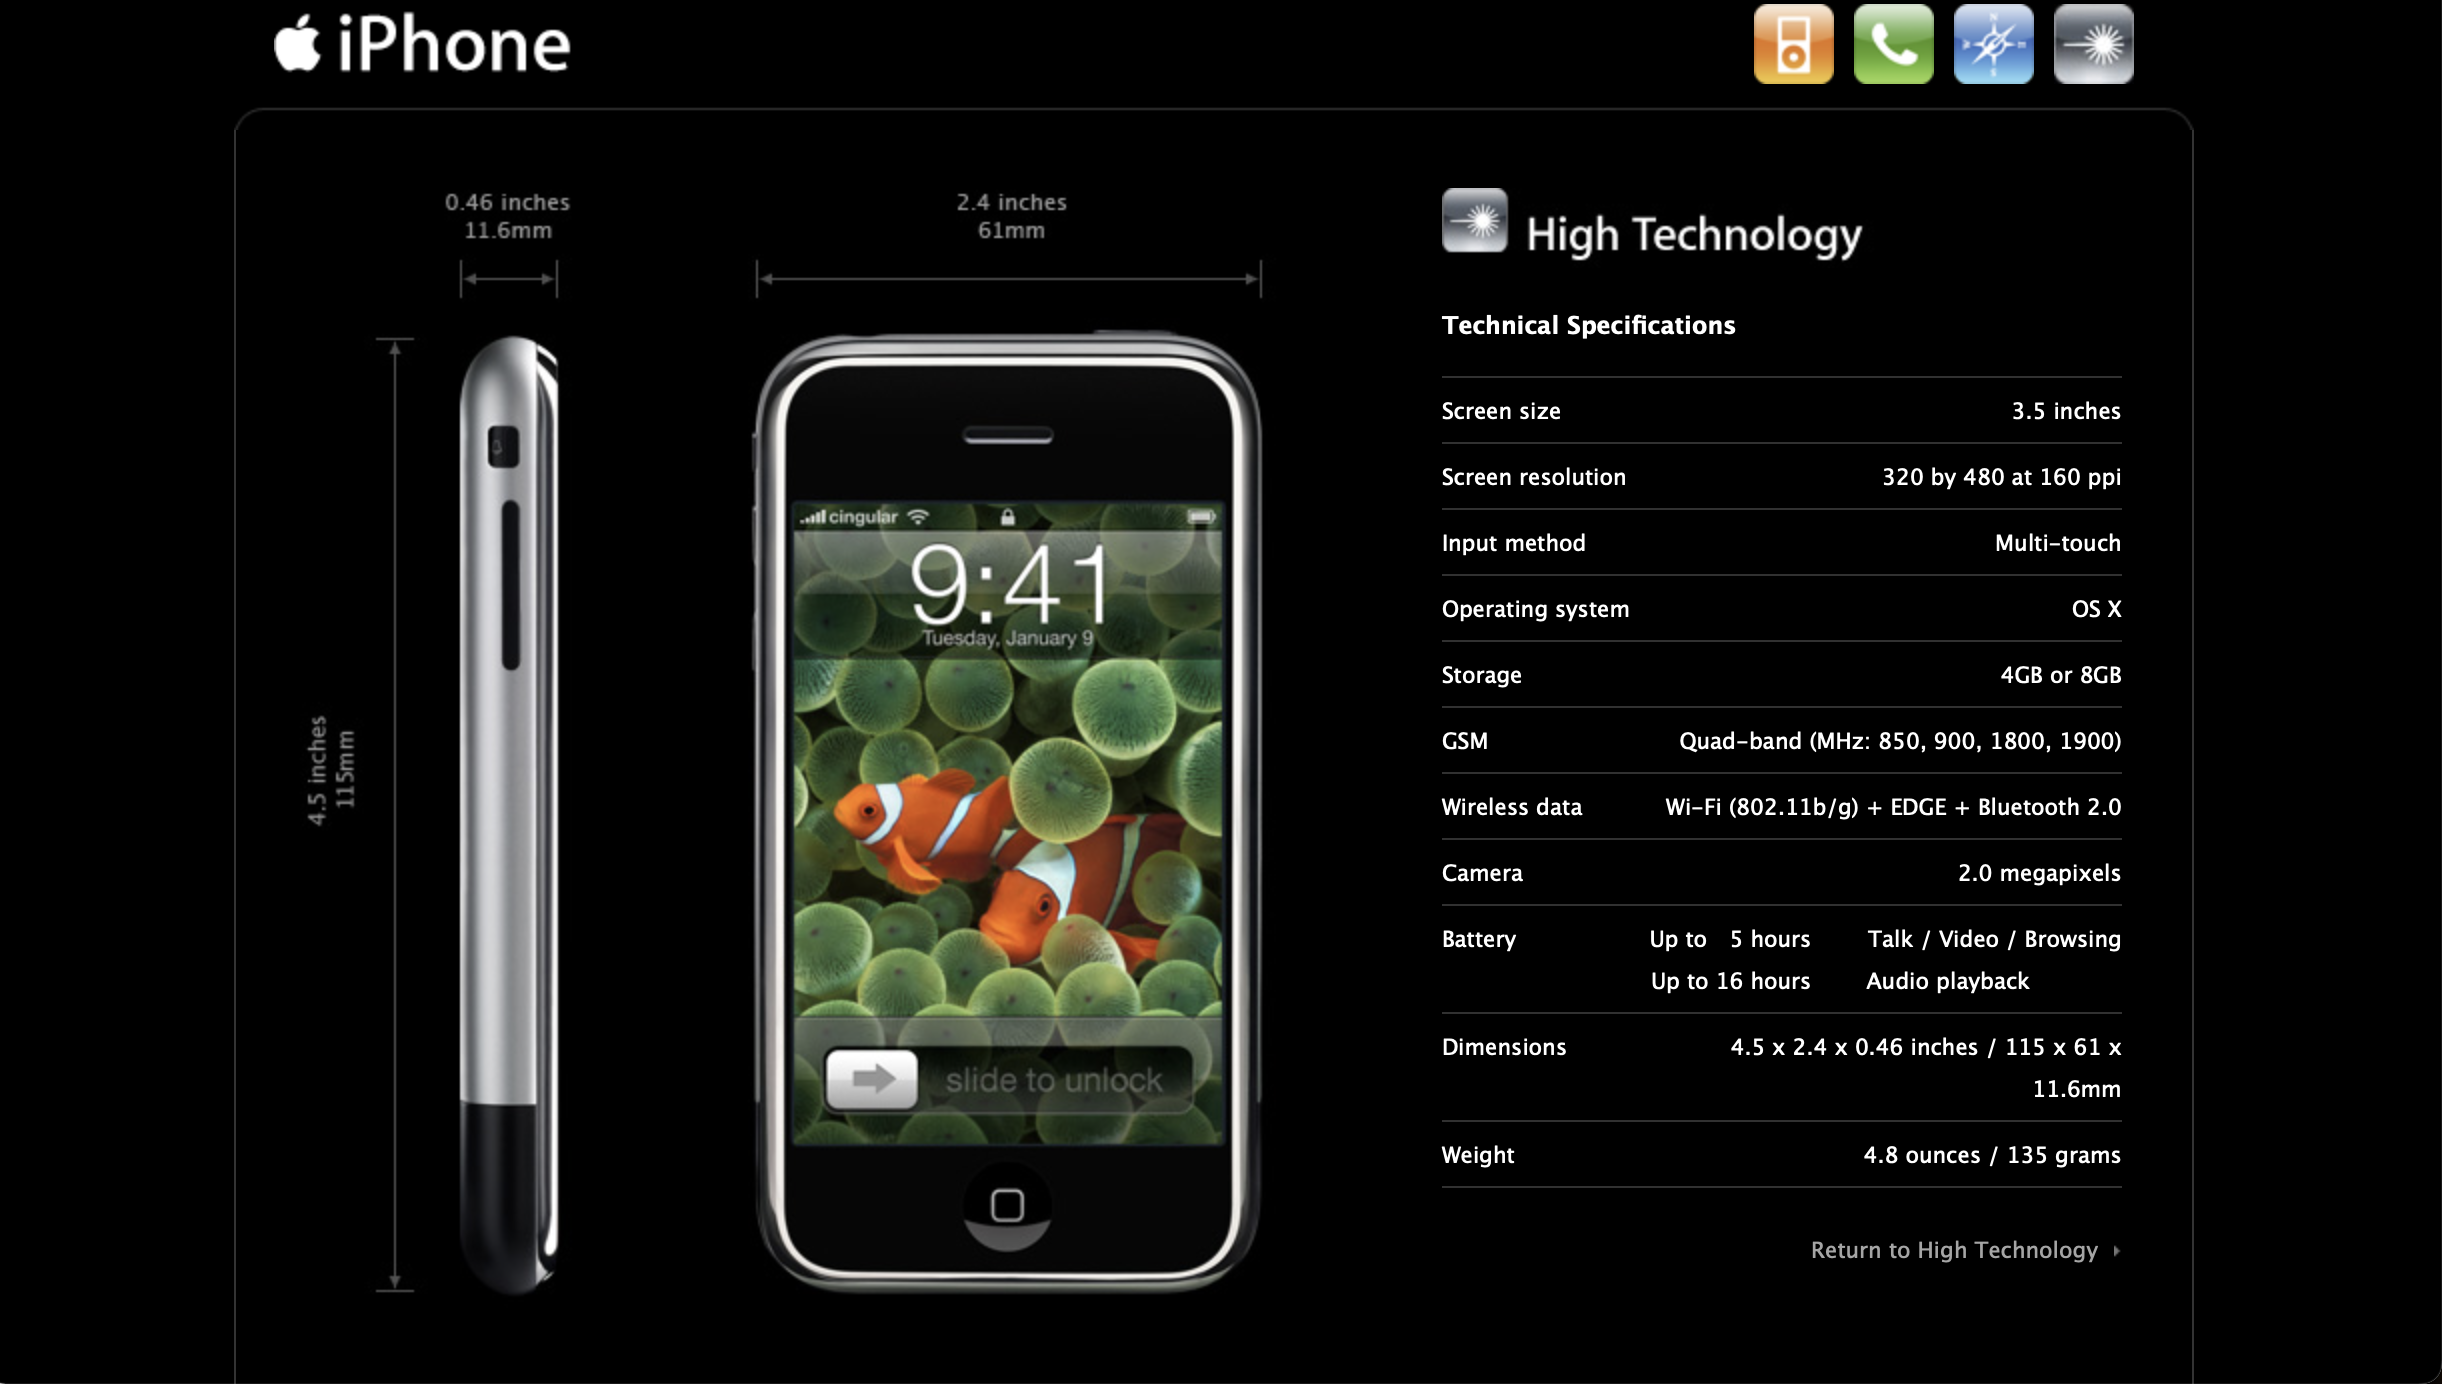 iPhone
0.46 inches
11.6mm
2.4 inches
61mm
4.5 inches
115mm
cingular
9:41
Tuesday, January 9
slide to unlock
High Technology
Technical Specifications
Screen size 3.5 inches
Screen resolution 320 by 480 at 160 ppi
Input method Multi-touch
Operating system OS X
Storage 4GB or 8GB
GSM Quad-band (MHz: 850, 900, 1800, 1900)
Wireless data Wi-Fi (802.11b/g) + EDGE + Bluetooth 2.0
Camera 2.0 megapixels
Battery Up to 5 hours Talk / Video / Browsing
Up to 16 hours Audio playback
Dimensions 4.5 x 2.4 x 0.46 inches / 115 x 61 x
11.6mm
Weight 4.8 ounces / 135 grams
Return to High Technology